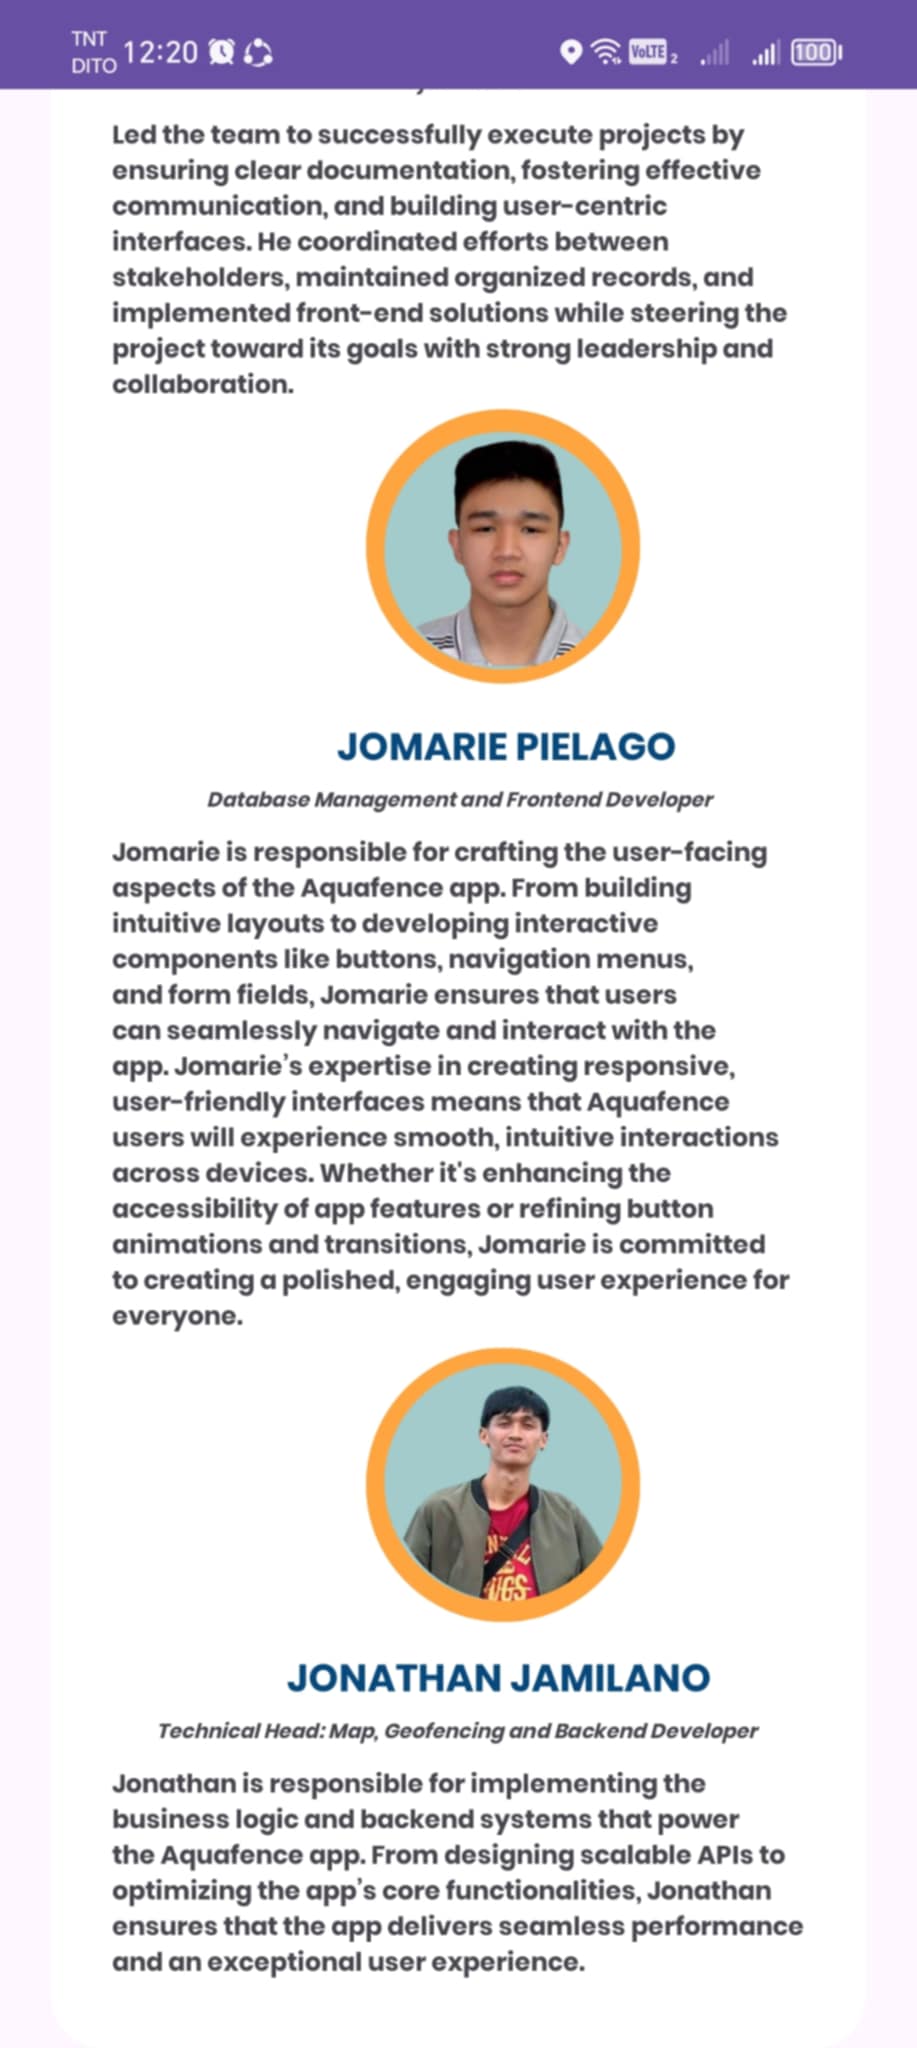 TNT
DITO
12:20
VoLTE 2
100
Led the team to successfully execute projects by
ensuring clear documentation, fostering effective
communication, and building user-centric
interfaces. He coordinated efforts between
stakeholders, maintained organized records, and
implemented front-end solutions while steering the
project toward its goals with strong leadership and
collaboration.
JOMARIE PIELAGO
Database Management and Frontend Developer
Jomarie is responsible for crafting the user-facing
aspects of the Aquafence app. From building
intuitive layouts to developing interactive
components like buttons, navigation menus,
and form fields, Jomarie ensures that users
can seamlessly navigate and interact with the
app. Jomarie’s expertise in creating responsive,
user-friendly interfaces means that Aquafence
users will experience smooth, intuitive interactions
across devices. Whether it's enhancing the
accessibility of app features or refining button
animations and transitions, Jomarie is committed
to creating a polished, engaging user experience for
everyone.
JONATHAN JAMILANO
Technical Head: Map, Geofencing and Backend Developer
Jonathan is responsible for implementing the
business logic and backend systems that power
the Aquafence app. From designing scalable APIs to
optimizing the app’s core functionalities, Jonathan
ensures that the app delivers seamless performance
and an exceptional user experience.